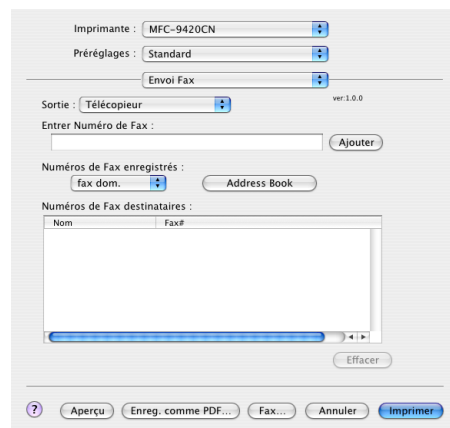 Imprimante : MFC-9420CN
Préréglages : Standard
Envoi Fax
Sortie : Télécopieur
ver:1.0.0
Entrer Numéro de Fax :
Ajouter
Numéros de Fax enregistrés :
fax dom. Address Book
Numéros de Fax destinataires :
Nom Fax#
Effacer
? Aperçu Enreg. comme PDF... Fax... Annuler Imprimer